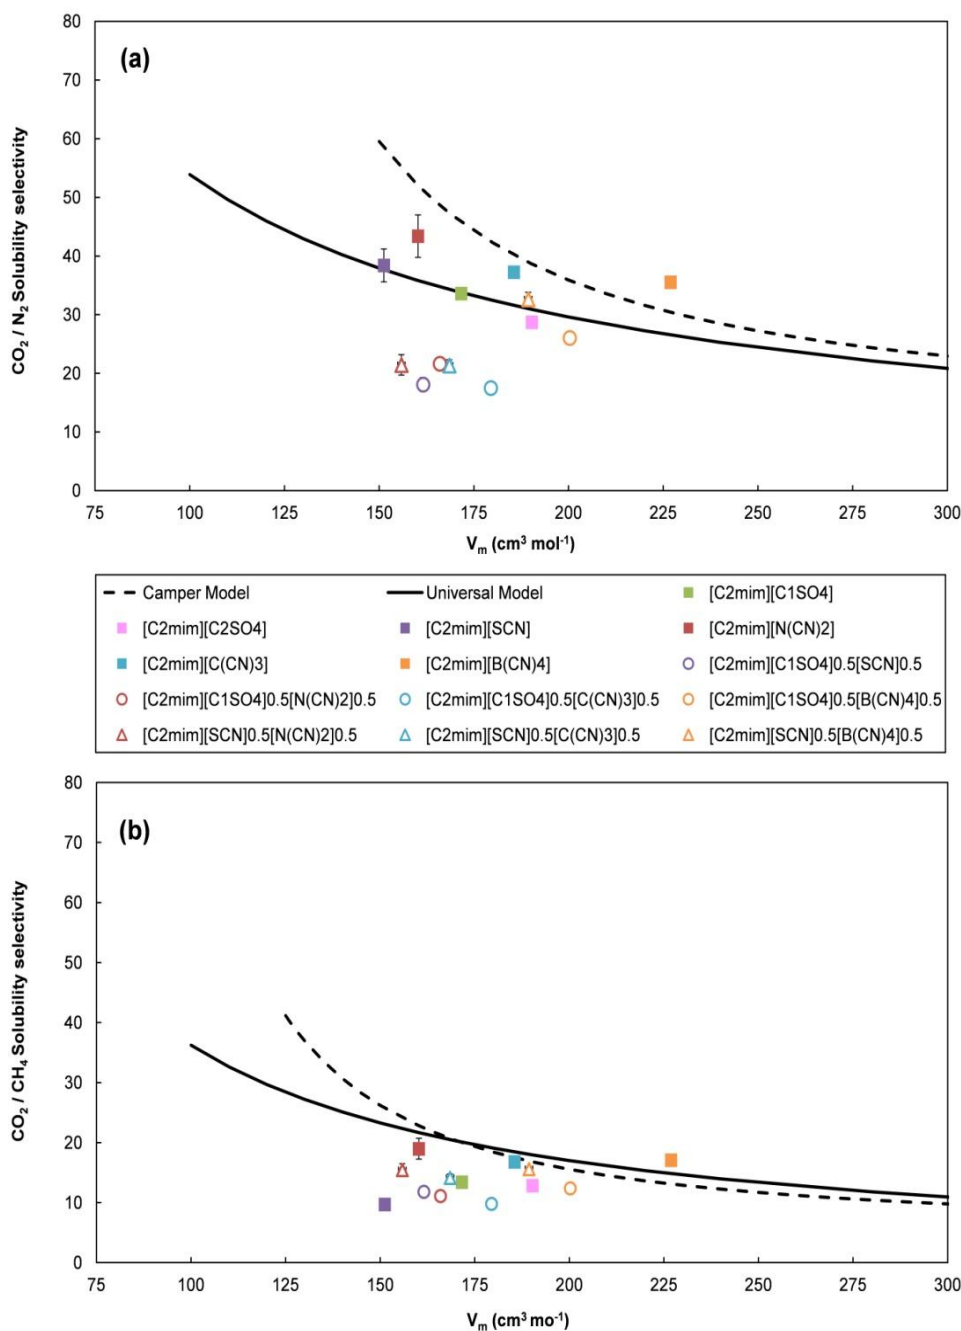 80
(a)
70
60
50
40
30
20
10
0
CO2 / N2 Solubility selectivity
75 100 125 150 175 200 225 250 275 300
Vm (cm3 mol-1)
Camper Model Universal Model [C2mim][C1SO4]
[C2mim][C2SO4] [C2mim][SCN] [C2mim][N(CN)2]
[C2mim][C(CN)3] [C2mim][B(CN)4] [C2mim][C1SO4]0.5[SCN]0.5
[C2mim][C1SO4]0.5[N(CN)2]0.5 [C2mim][C1SO4]0.5[C(CN)3]0.5 [C2mim][C1SO4]0.5[B(CN)4]0.5
[C2mim][SCN]0.5[N(CN)2]0.5 [C2mim][SCN]0.5[C(CN)3]0.5 [C2mim][SCN]0.5[B(CN)4]0.5
80
(b)
70
60
50
40
30
20
10
0
CO2 / CH4 Solubility selectivity
75 100 125 150 175 200 225 250 275 300
Vm (cm3 mo-1)